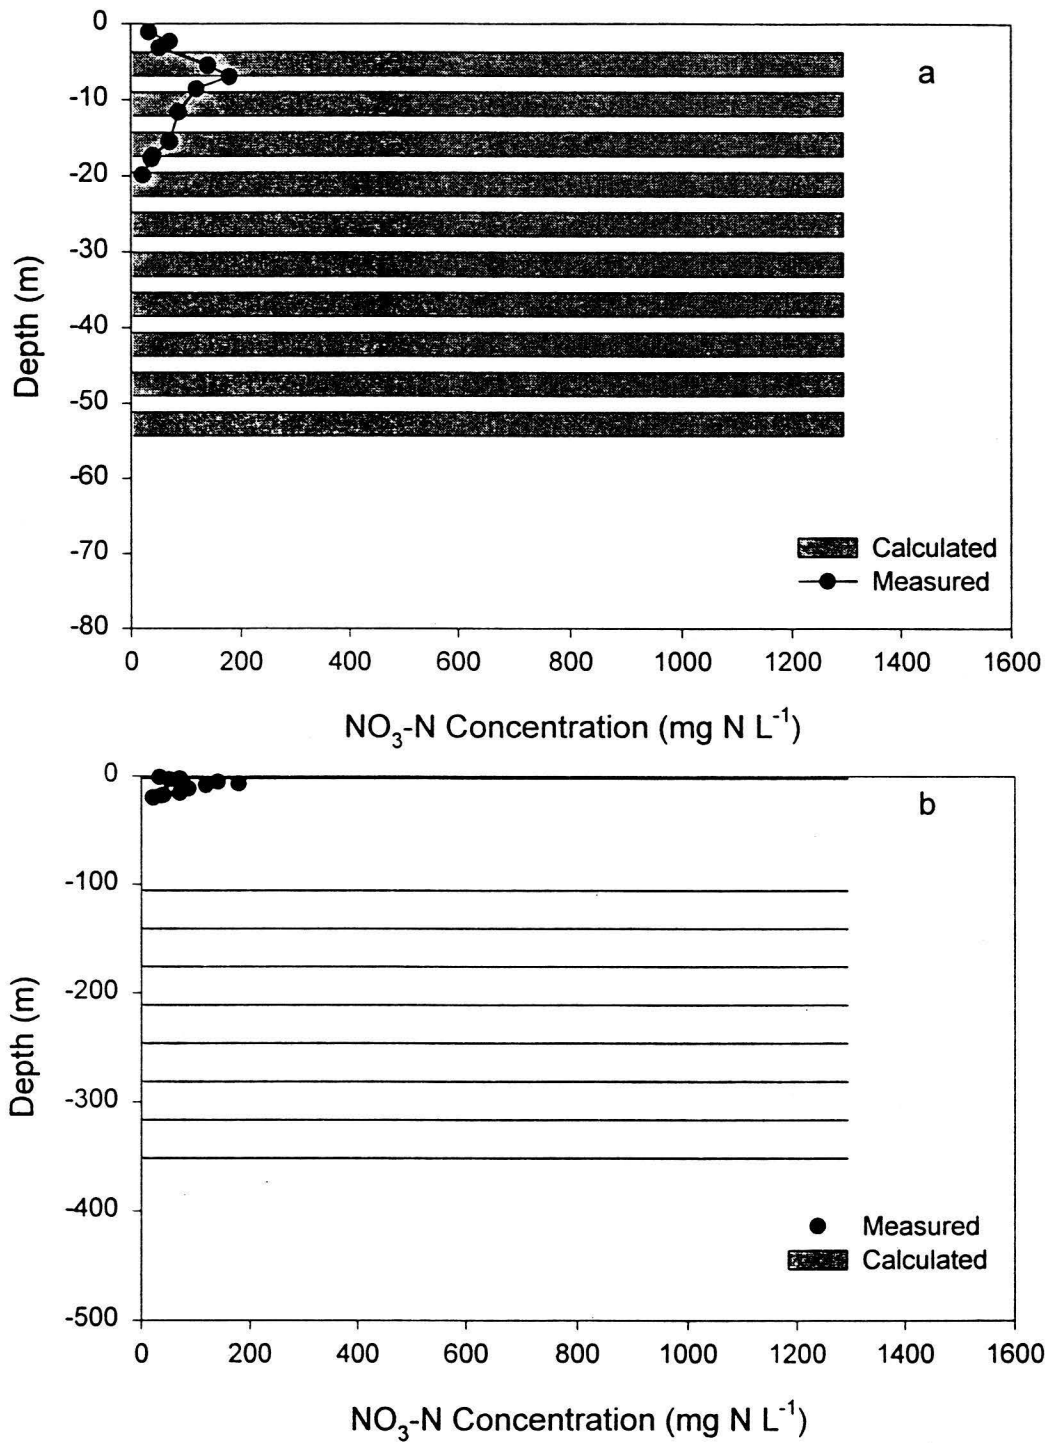 0
-10
-20
-30
-40
-50
-60
-70
-80
Depth (m)
a
Calculated
Measured
0 200 400 600 800 1000 1200 1400 1600
NO₃-N Concentration (mg N L⁻¹)
0
-100
-200
-300
-400
-500
Depth (m)
b
Measured
Calculated
0 200 400 600 800 1000 1200 1400 1600
NO₃-N Concentration (mg N L⁻¹)